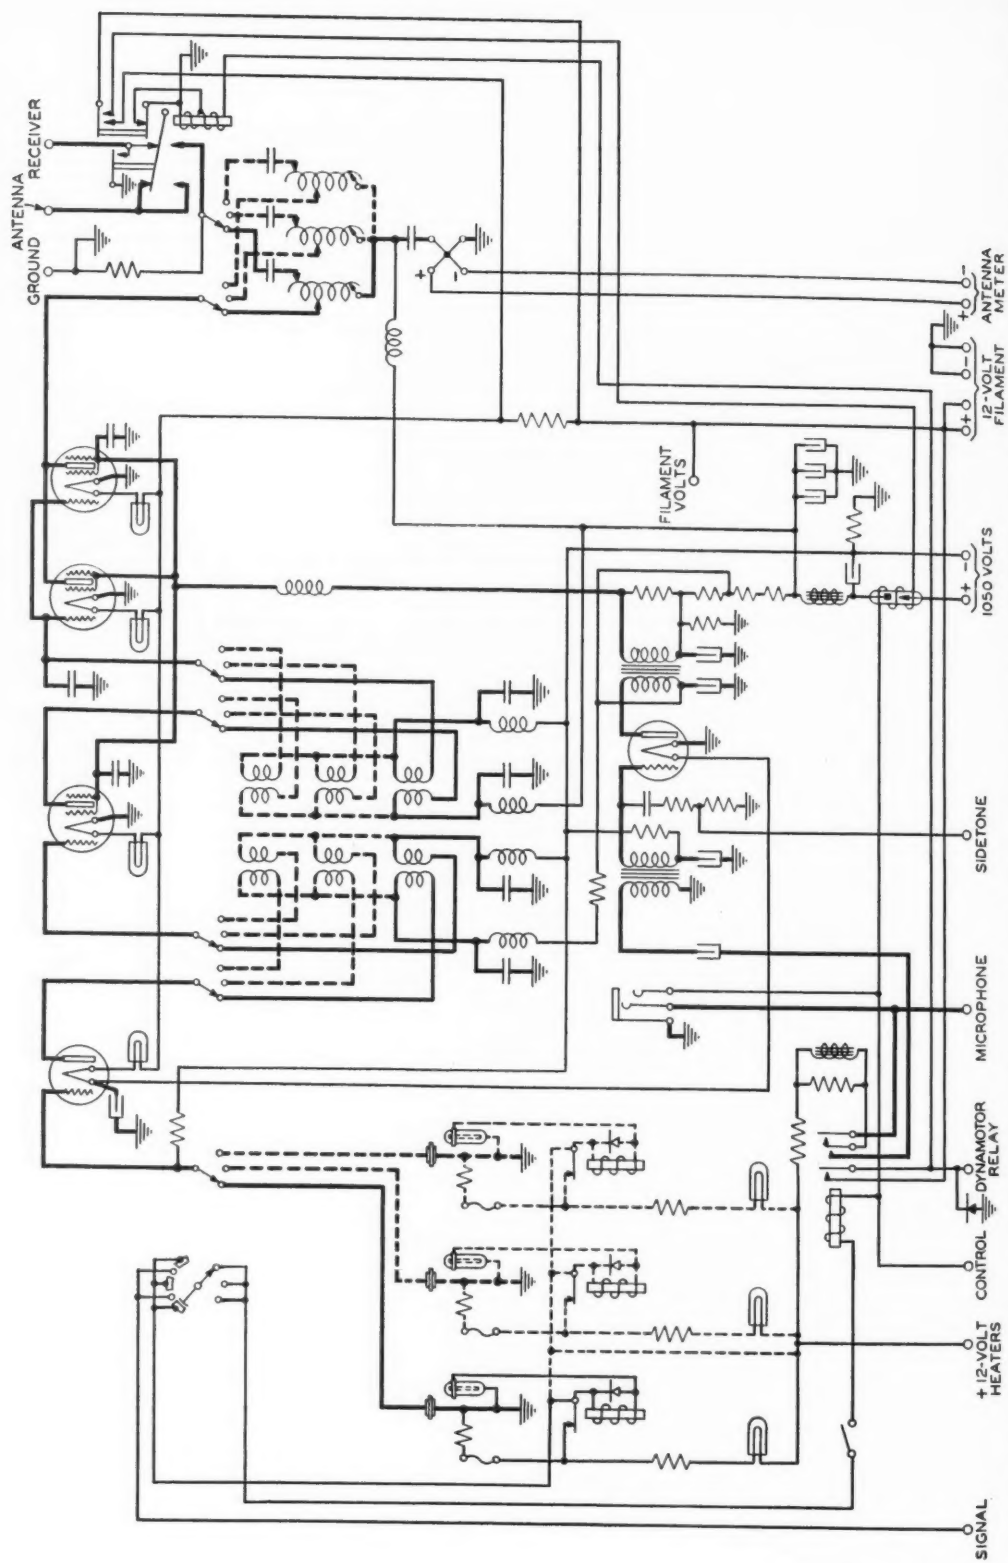 GROUND
ANTENNA
RECEIVER
FILAMENT
VOLTS
+
-
SIGNAL
+ 12-VOLT
HEATERS
CONTROL
DYNAMOTOR
RELAY
MICROPHONE
SIDETONE
+ -
1050 VOLTS
+ -
12-VOLT
FILAMENT
+ -
ANTENNA
METER